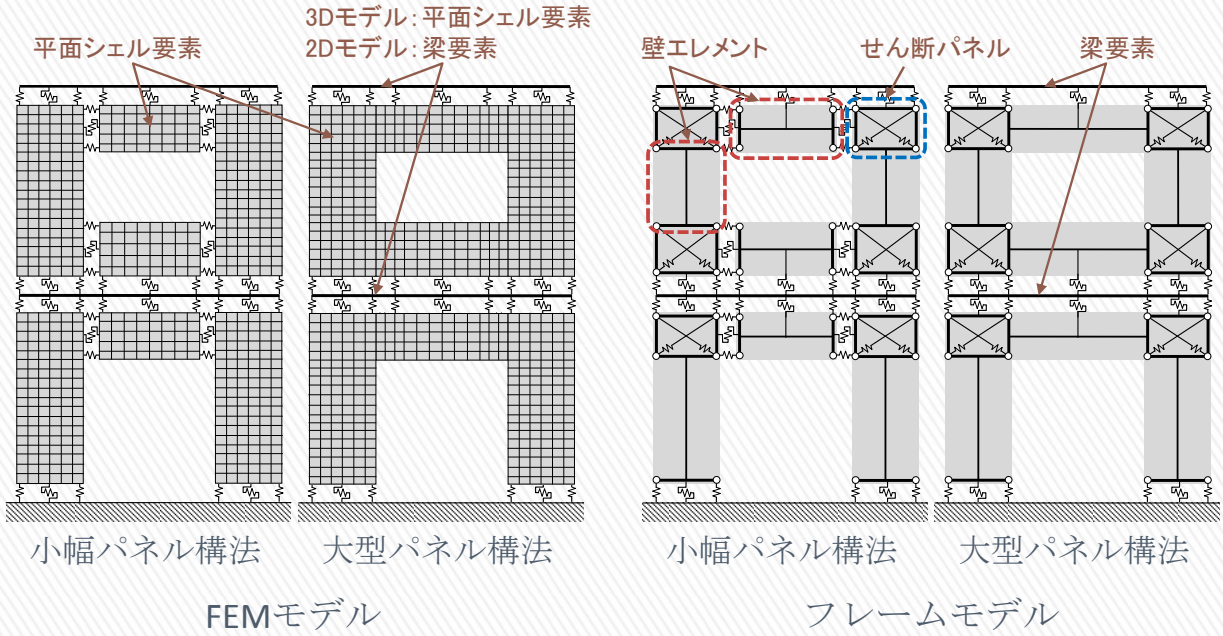 3Dモデル：平面シェル要素
2Dモデル：梁要素
平面シェル要素
壁エレメント
せん断パネル
梁要素
小幅パネル構法
大型パネル構法
小幅パネル構法
大型パネル構法
FEMモデル
フレームモデル